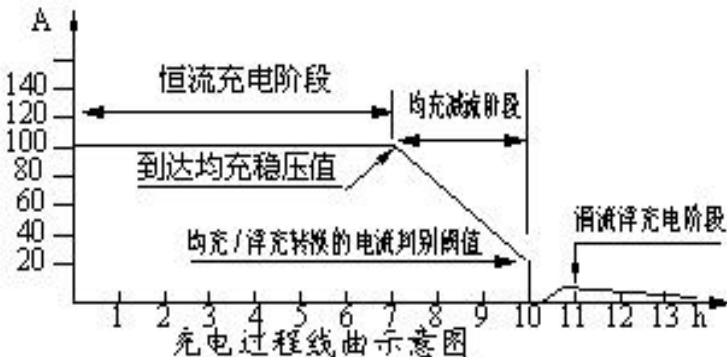 A
140
120
100
80
60
40
20
恒流充电阶段
均充减流阶段
到达均充稳压值
均充/浮充转换的电流判别阈值
涓流浮充电阶段
1 2 3 4 5 6 7 8 9 10 11 12 13 h
充电过程线曲示意图